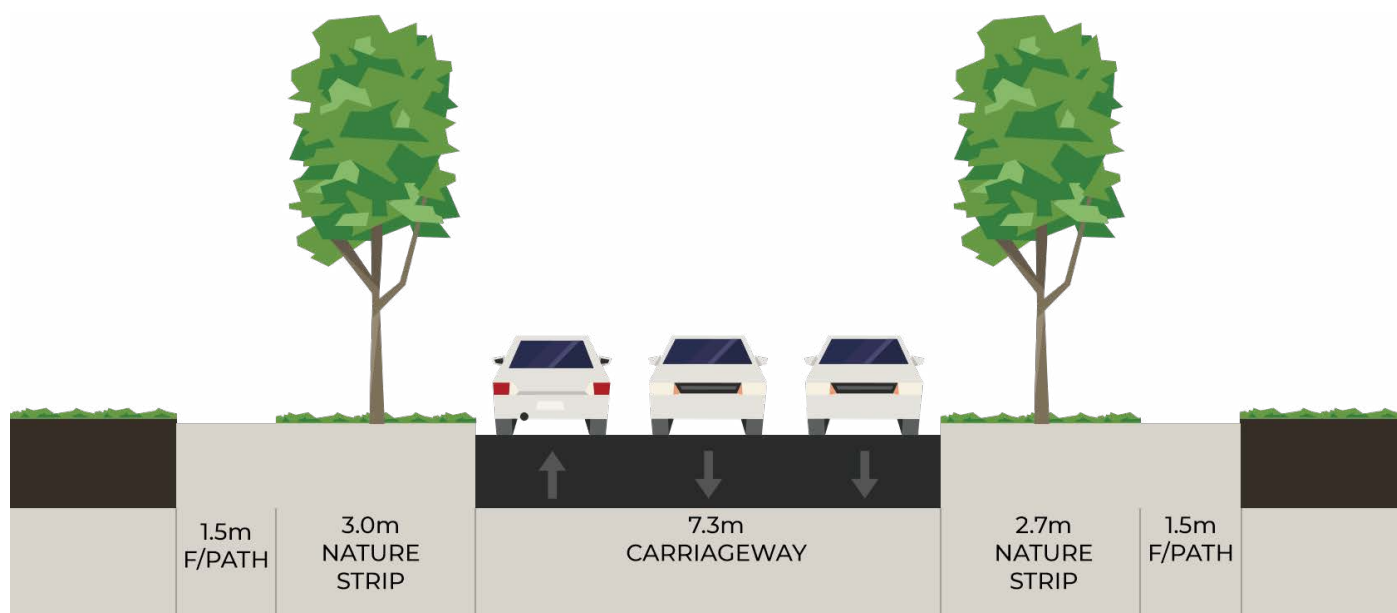 1.5m
F/PATH
3.0m
NATURE
STRIP
7.3m
CARRIAGEWAY
2.7m
NATURE
STRIP
1.5m
F/PATH